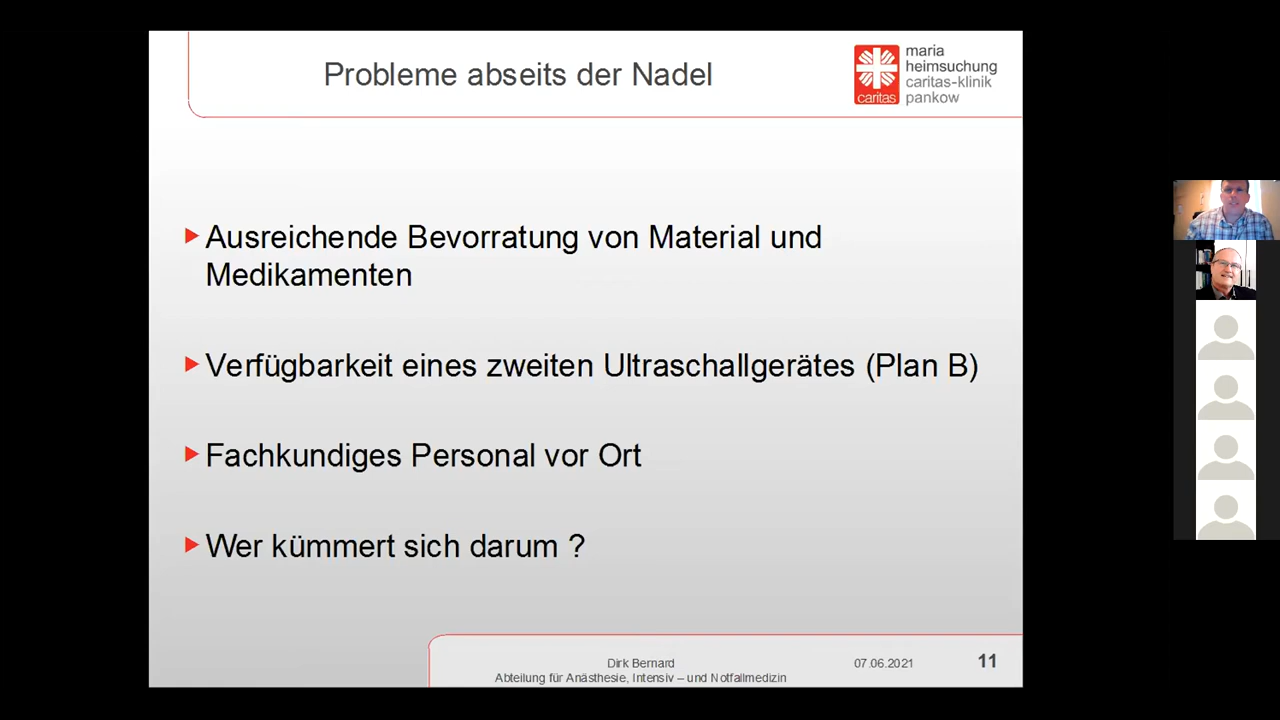 Probleme abseits der Nadel
maria
heimsuchung
caritas-klinik
pankow
caritas
Ausreichende Bevorratung von Material und
Medikamenten
Verfügbarkeit eines zweiten Ultraschallgerätes (Plan B)
Fachkundiges Personal vor Ort
Wer kümmert sich darum ?
Dirk Bernard
Abteilung für Anästhesie, Intensiv – und Notfallmedizin
07.06.2021
11